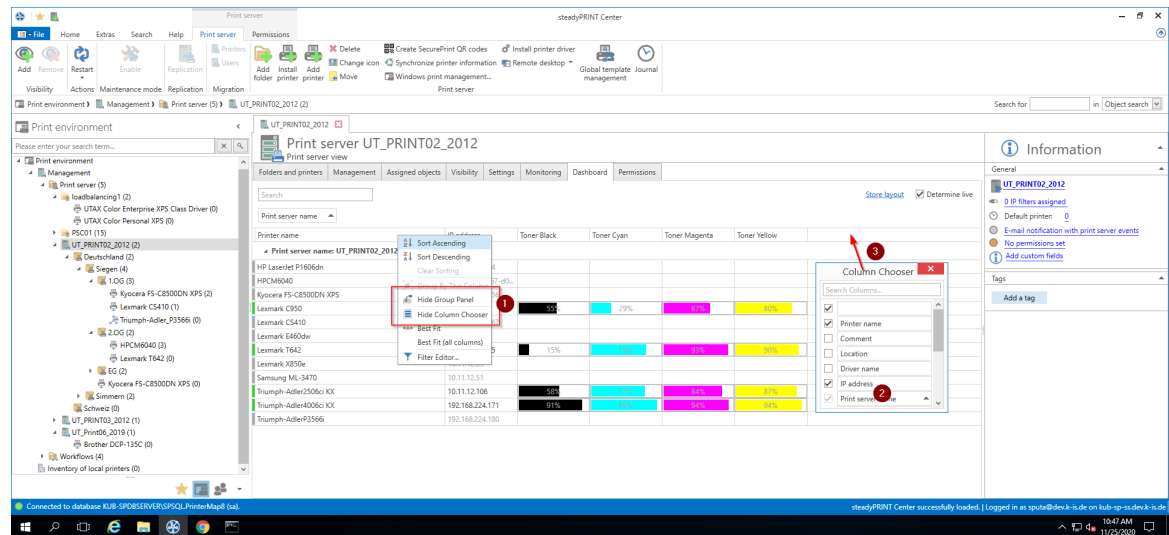 Print server
steadyPRINT Center
File Home Extras Search Help Print server Permissions
Add Remove Restart Enable Replication Printers Users
Add folder Install printer Add printer Delete Change icon Move
Create SecurePrint QR codes Synchronize printer information Windows print management...
Install printer driver Remote desktop Global template management Journal
Visibility Actions Maintenance mode Replication Migration Print server
Print environment Management Print server (5) UT_PRINT02_2012 (2)
Search for in Object search
Print environment
Please enter your search term...
Print environment
Management
Print server (5)
loadbalancing1 (2)
UTAX Color Enterprise XPS Class Driver (0)
UTAX Color Personal XPS (0)
PSC01 (15)
UT_PRINT02_2012 (2)
Deutschland (2)
Siegen (4)
1.OG (3)
Kyocera FS-C8500DN XPS (2)
Lexmark CS410 (1)
Triumph-Adler_P3566i (0)
2.OG (2)
HPCM6040 (3)
Lexmark T642 (0)
EG (2)
Kyocera FS-C8500DN XPS (0)
Simmern (2)
Schweiz (0)
UT_PRINT03_2012 (1)
UT_Print06_2019 (1)
Brother DCP-135C (0)
Workflows (4)
Inventory of local printers (0)
UT_PRINT02_2012
Print server UT_PRINT02_2012
Print server view
Folders and printers Management Assigned objects Visibility Settings Monitoring Dashboard Permissions
Search
Store layout Determine live
Print server name
Printer name IP address Toner Black Toner Cyan Toner Magenta Toner Yellow
Print server name: UT_PRINT02_2012
HP LaserJet P1606dn
HPCM6040
Kyocera FS-C8500DN XPS
Lexmark C950 55% 29% 67% 80%
Lexmark CS410
Lexmark E460dw
Lexmark T642 15% 93% 90%
Lexmark X850e
Samsung ML-3470 10.11.12.51
Triumph-Adler2506ci KX 10.11.12.106 58% 84% 87%
Triumph-Adler4006ci KX 192.168.224.171 91% 94% 94%
Triumph-AdlerP3566i 192.168.224.160
Sort Ascending
Sort Descending
Clear Sorting
Group By This Column
Hide Group Panel
Hide Column Chooser
Best Fit
Best Fit (all columns)
Filter Editor...
1
3
Column Chooser
Search Columns...
Printer name
Comment
Location
Driver name
IP address
Print server name
2
Information
General
UT_PRINT02_2012
0 IP filters assigned
Default printer: 0
E-mail notification with print server events
No permissions set
Add custom fields
Tags
Add a tag
Connected to database KUB-SPDBSERVER\SPSQL.PrinterMap8 (sa).
steadyPRINT Center successfully loaded. | Logged in as sputa@dev.k-is.de on kub-sp-ss.dev.k-is.de
10:47 AM
11/25/2020